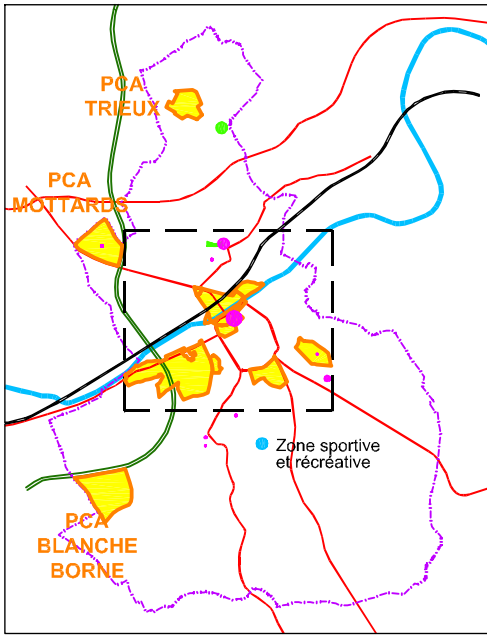 PCA
TRIEUX
PCA
MOTTARDS
Zone sportive
et récréative
PCA
BLANCHE
BORNE